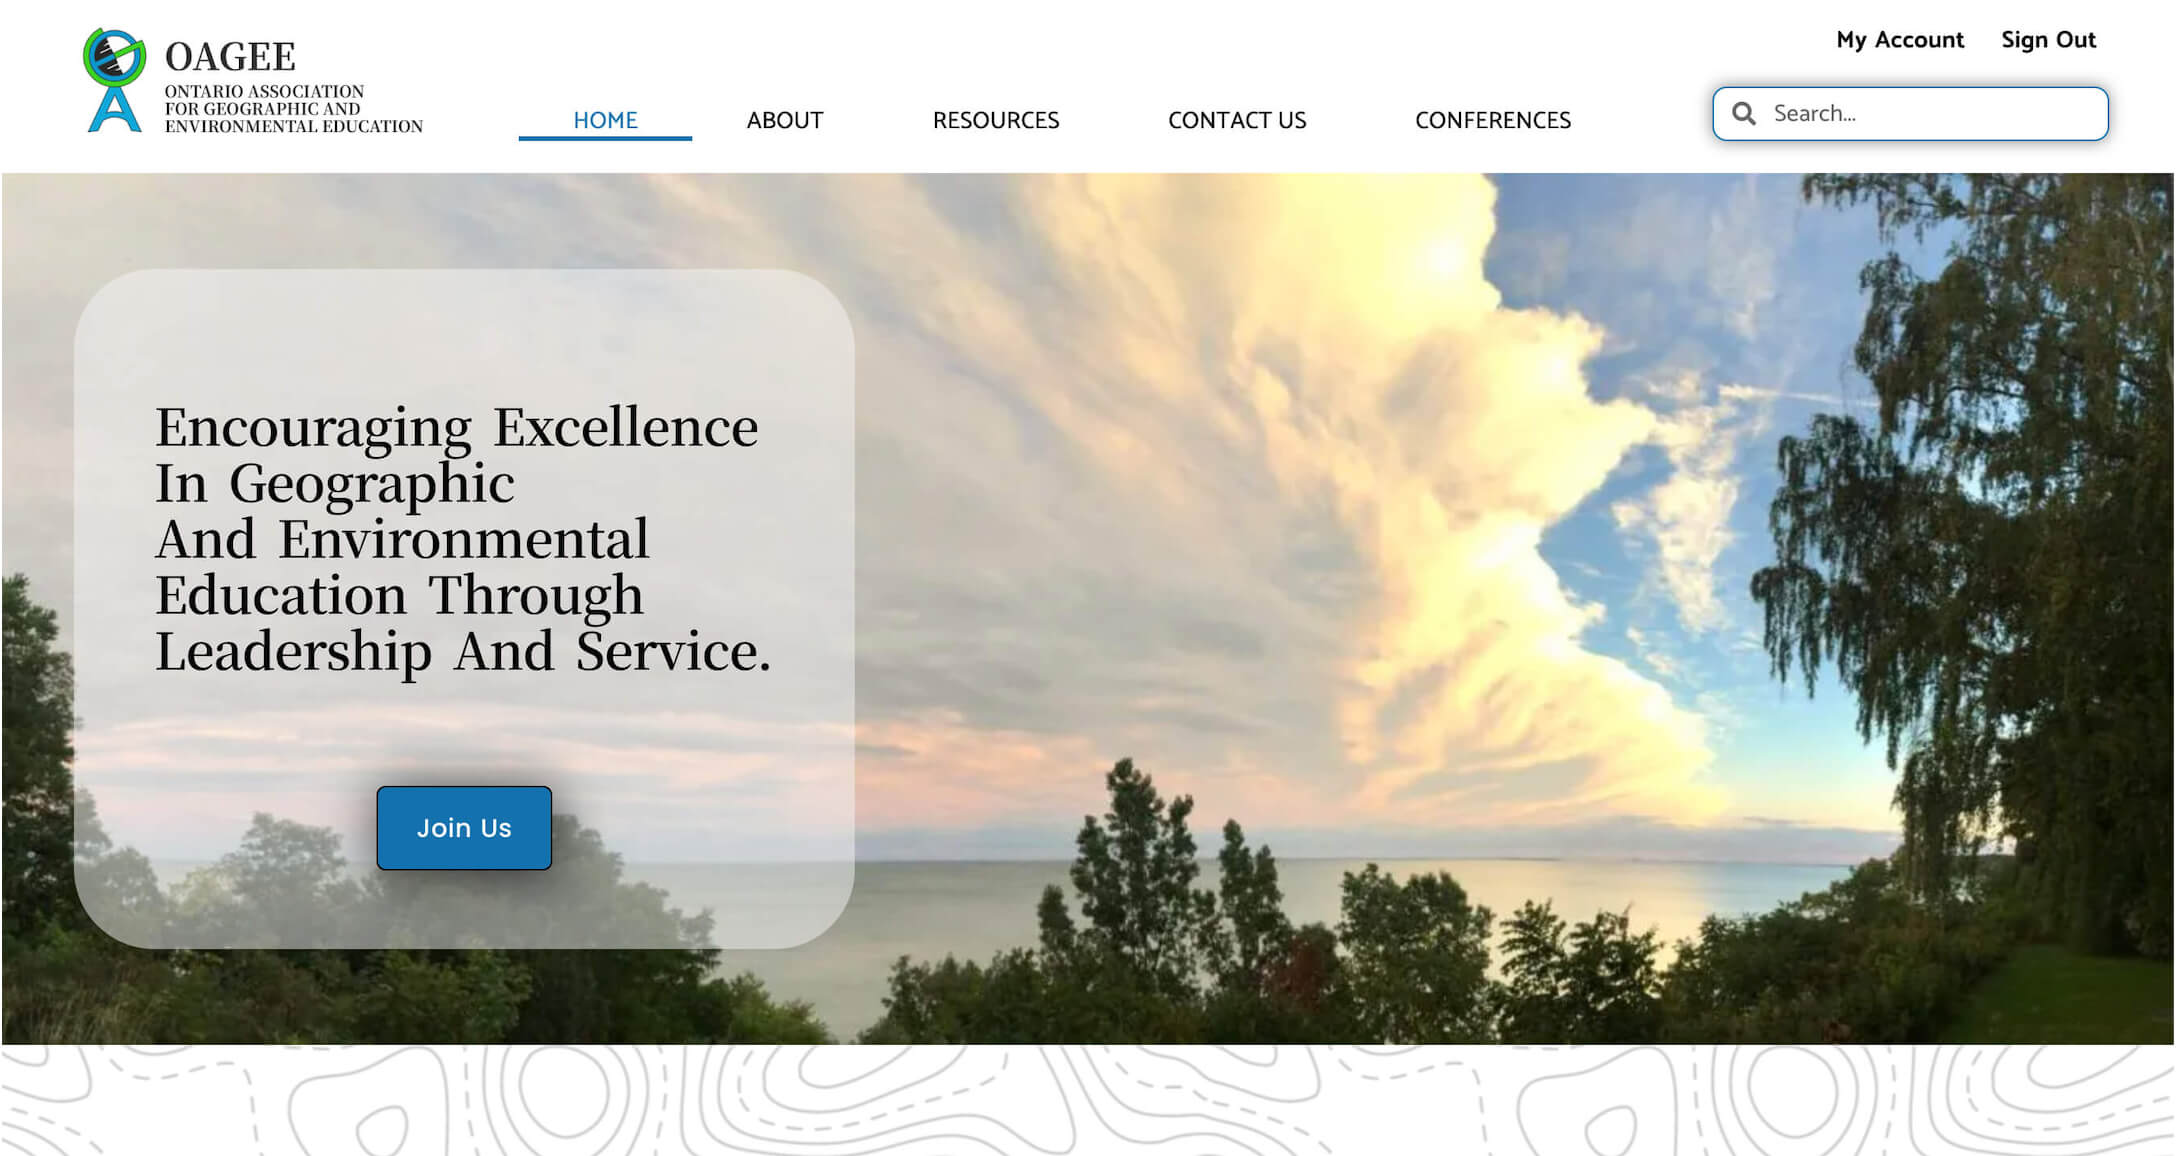 OAGEE
ONTARIO ASSOCIATION
FOR GEOGRAPHIC AND
ENVIRONMENTAL EDUCATION
My Account
Sign Out
HOME
ABOUT
RESOURCES
CONTACT US
CONFERENCES
Search...
Encouraging Excellence
In Geographic
And Environmental
Education Through
Leadership And Service.
Join Us